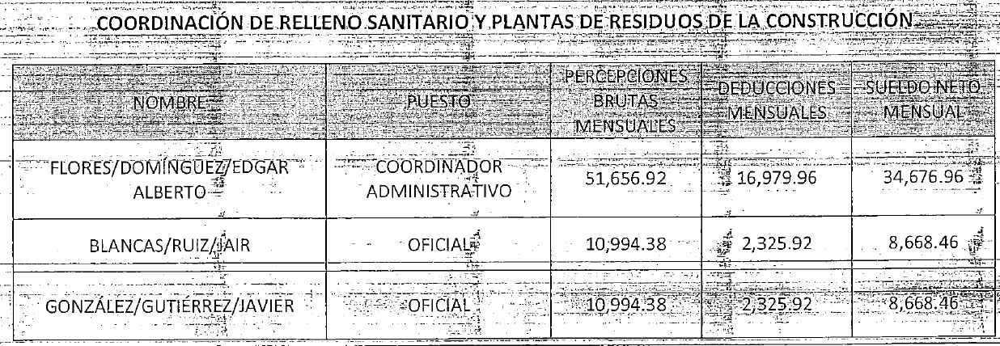 COORDINACIÓN DE RELLENO SANITARIO Y PLANTAS DE RESIDUOS DE LA CONSTRUCCIÓN
NOMBRE PUESTO PERCEPCIONES BRUTAS MENSUALES DEDUCCIONES MENSUALES SUELDO NETO MENSUAL
FLORES/DOMÍNGUEZ/EDGAR ALBERTO COORDINADOR ADMINISTRATIVO 51,656.92 16,979.96 34,676.96
BLANCAS/RUIZ/JAIR OFICIAL 10,994.38 2,325.92 8,668.46
GONZÁLEZ/GUTIÉRREZ/JAVIER OFICIAL 10,994.38 2,325.92 8,668.46